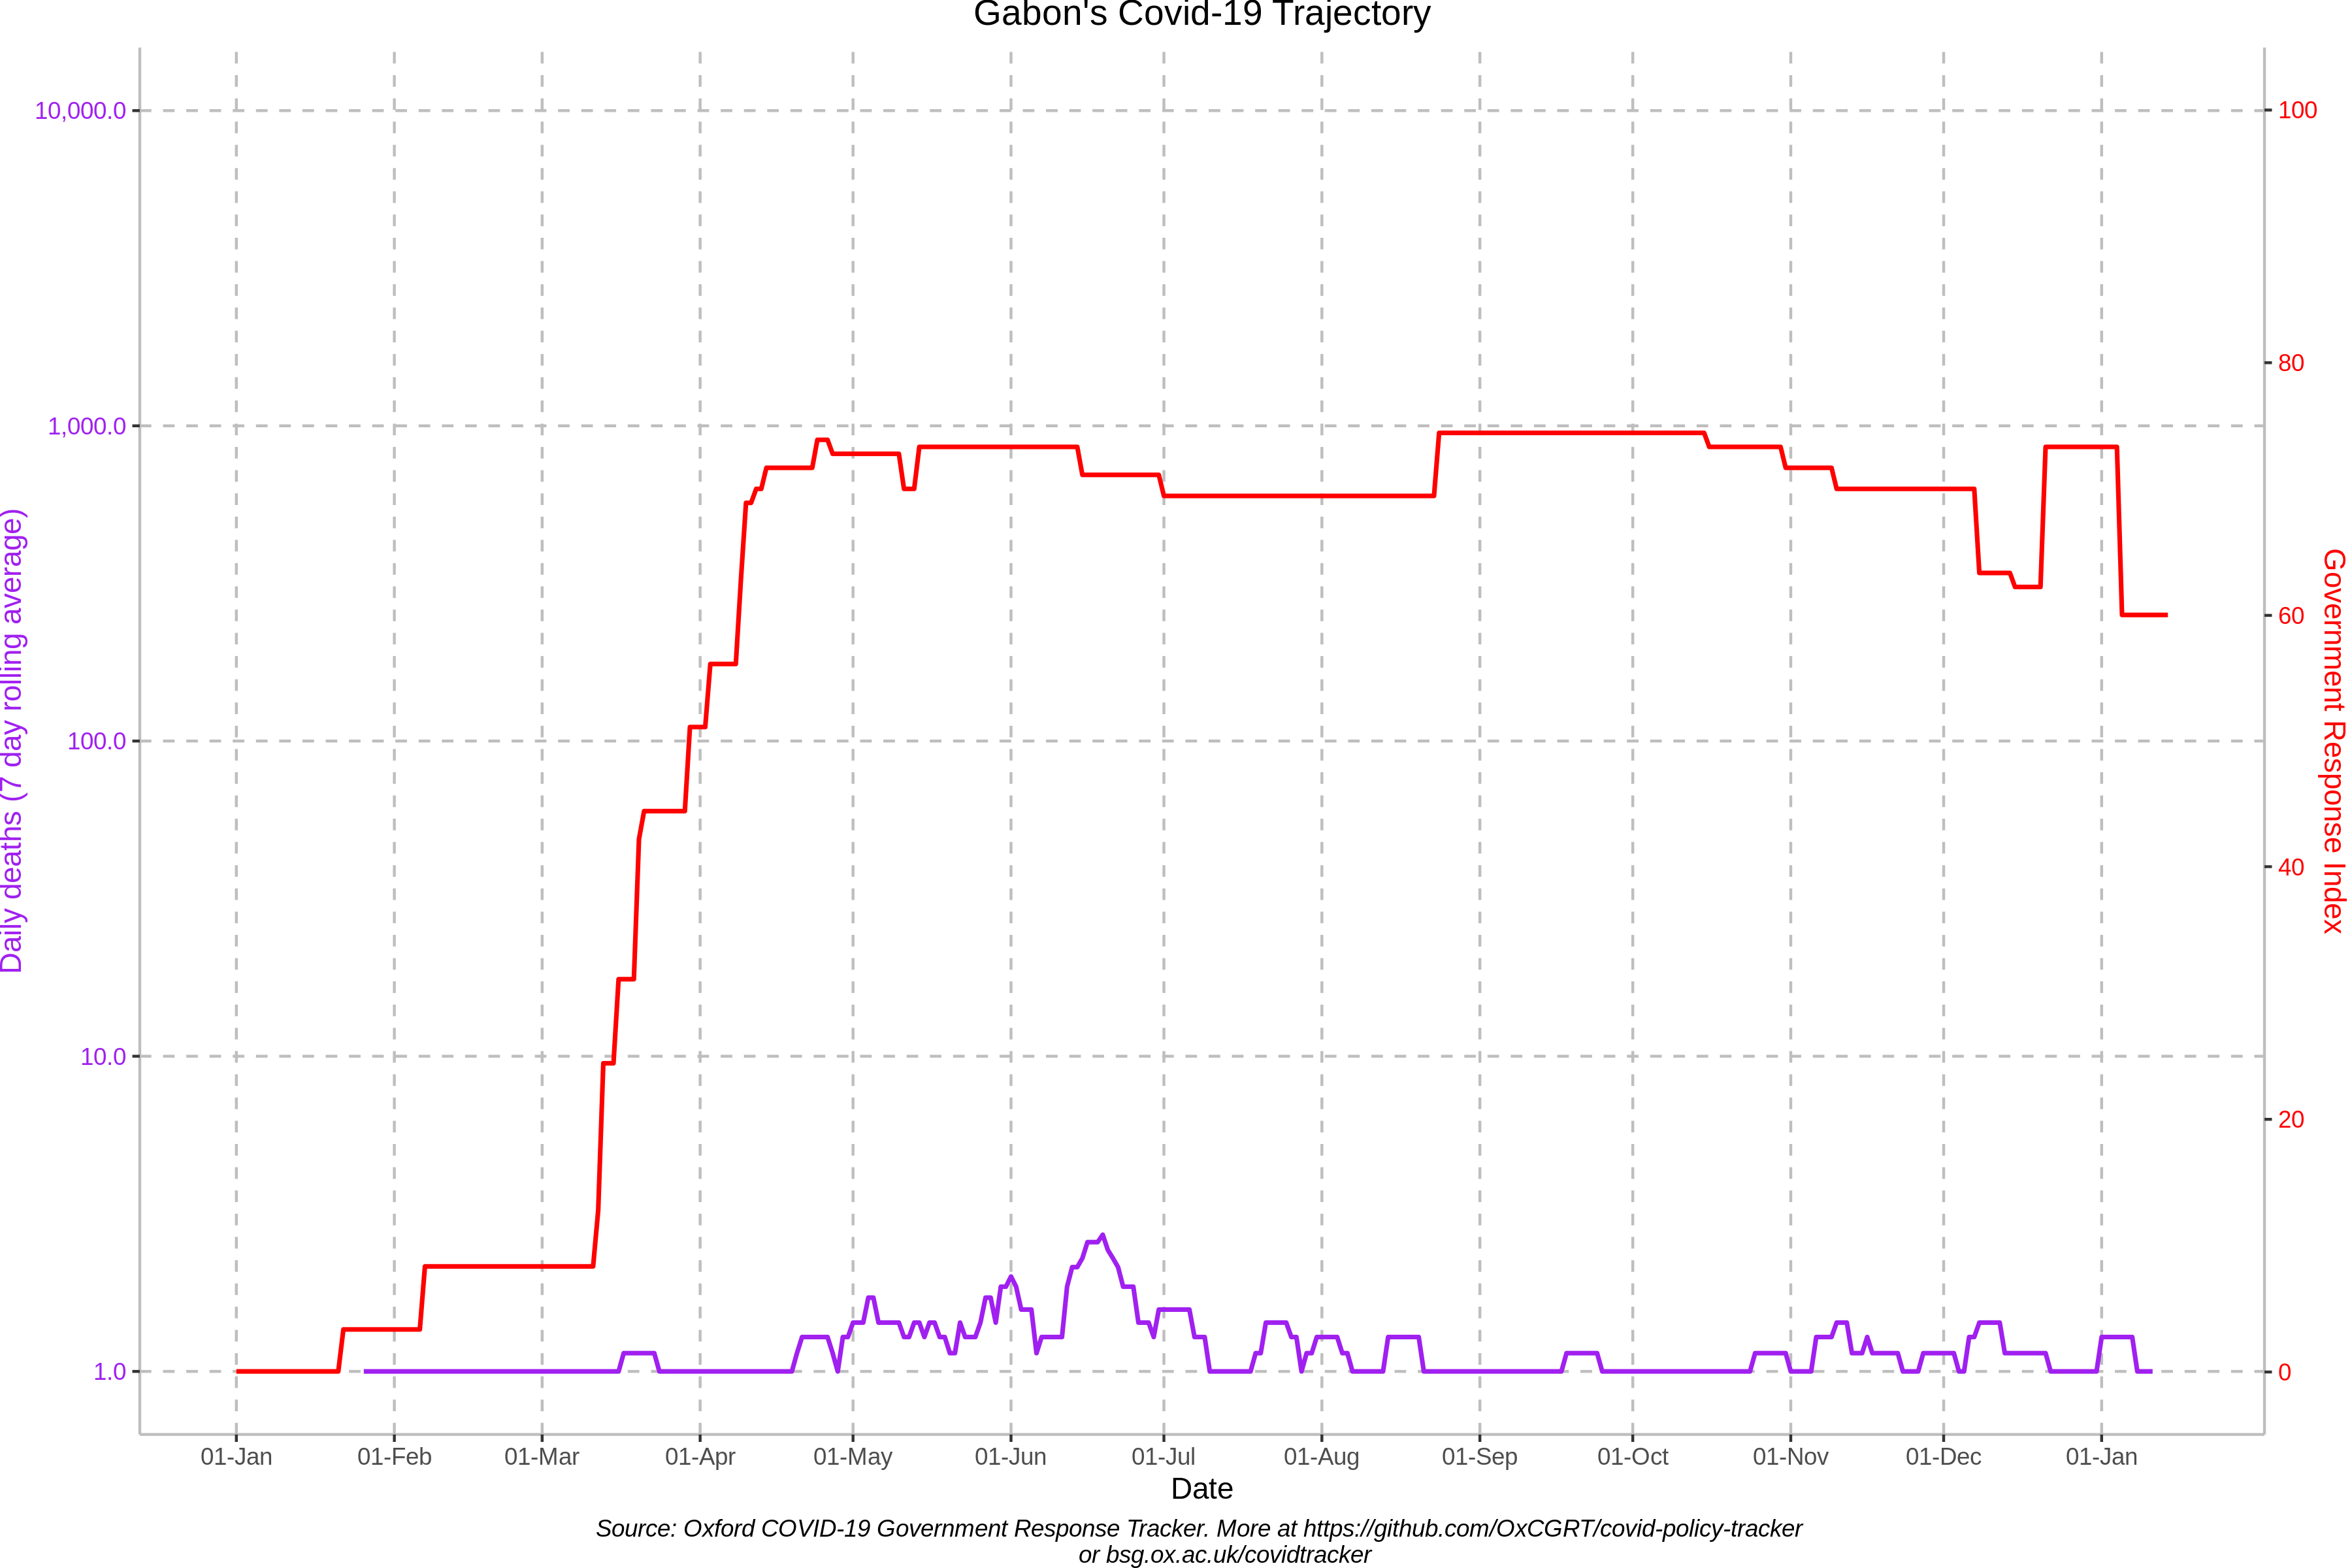 Gabon's Covid-19 Trajectory
10,000.0
1,000.0
100.0
10.0
1.0
Daily deaths (7 day rolling average)
100
80
60
40
20
0
Government Response Index
01-Jan 01-Feb 01-Mar 01-Apr 01-May 01-Jun 01-Jul 01-Aug 01-Sep 01-Oct 01-Nov 01-Dec 01-Jan
Date
Source: Oxford COVID-19 Government Response Tracker. More at https://github.com/OxCGRT/covid-policy-tracker
or bsg.ox.ac.uk/covidtracker